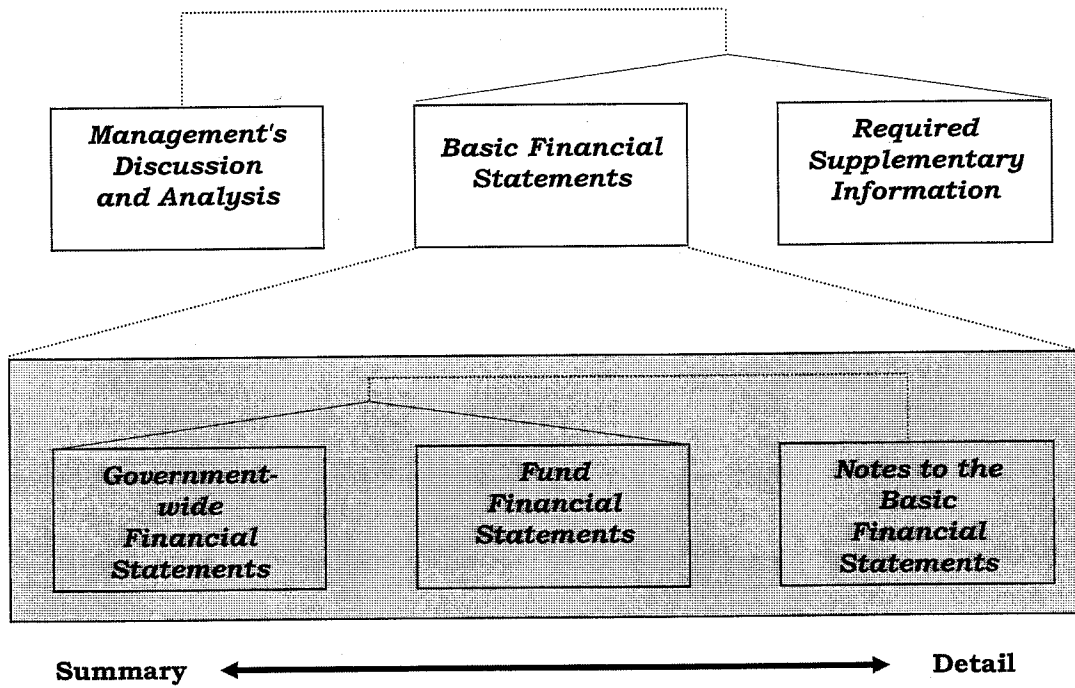 Management's
Discussion
and Analysis
Basic Financial
Statements
Required
Supplementary
Information
Government-
wide
Financial
Statements
Fund
Financial
Statements
Notes to the
Basic
Financial
Statements
Summary
Detail